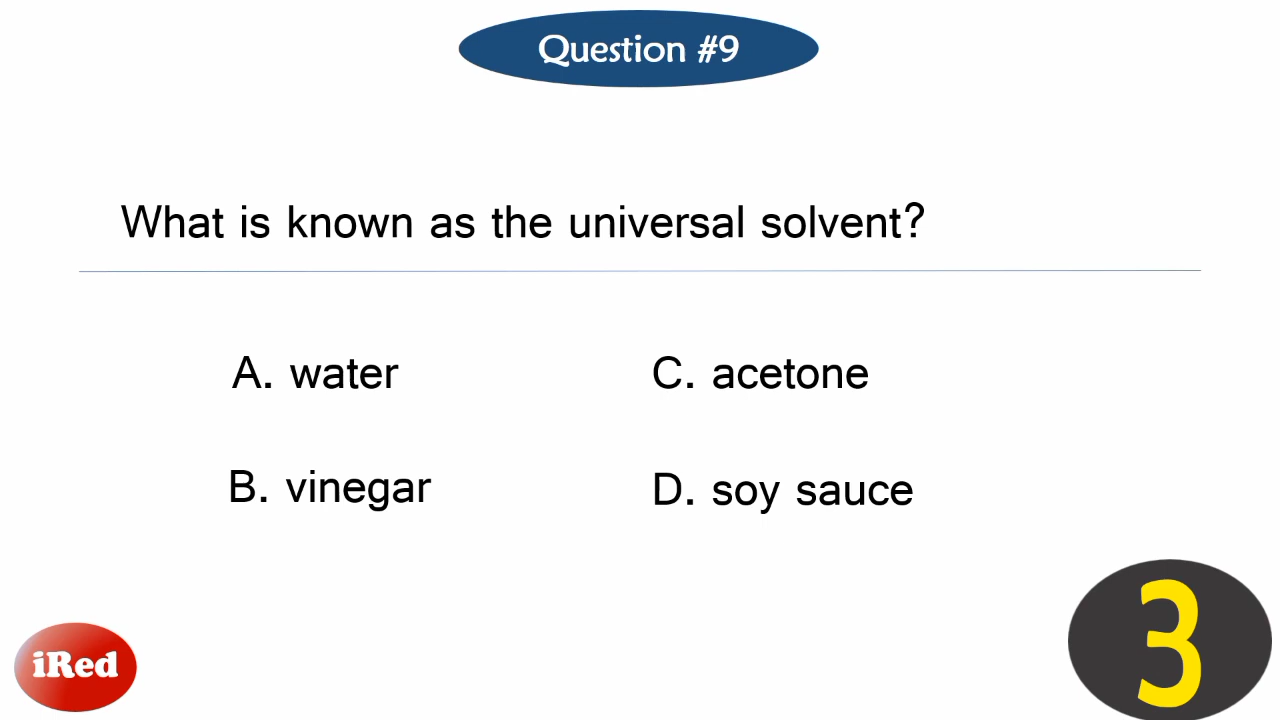 Question #9
What is known as the universal solvent?
A. water
C. acetone
B. vinegar
D. soy sauce
iRed
3